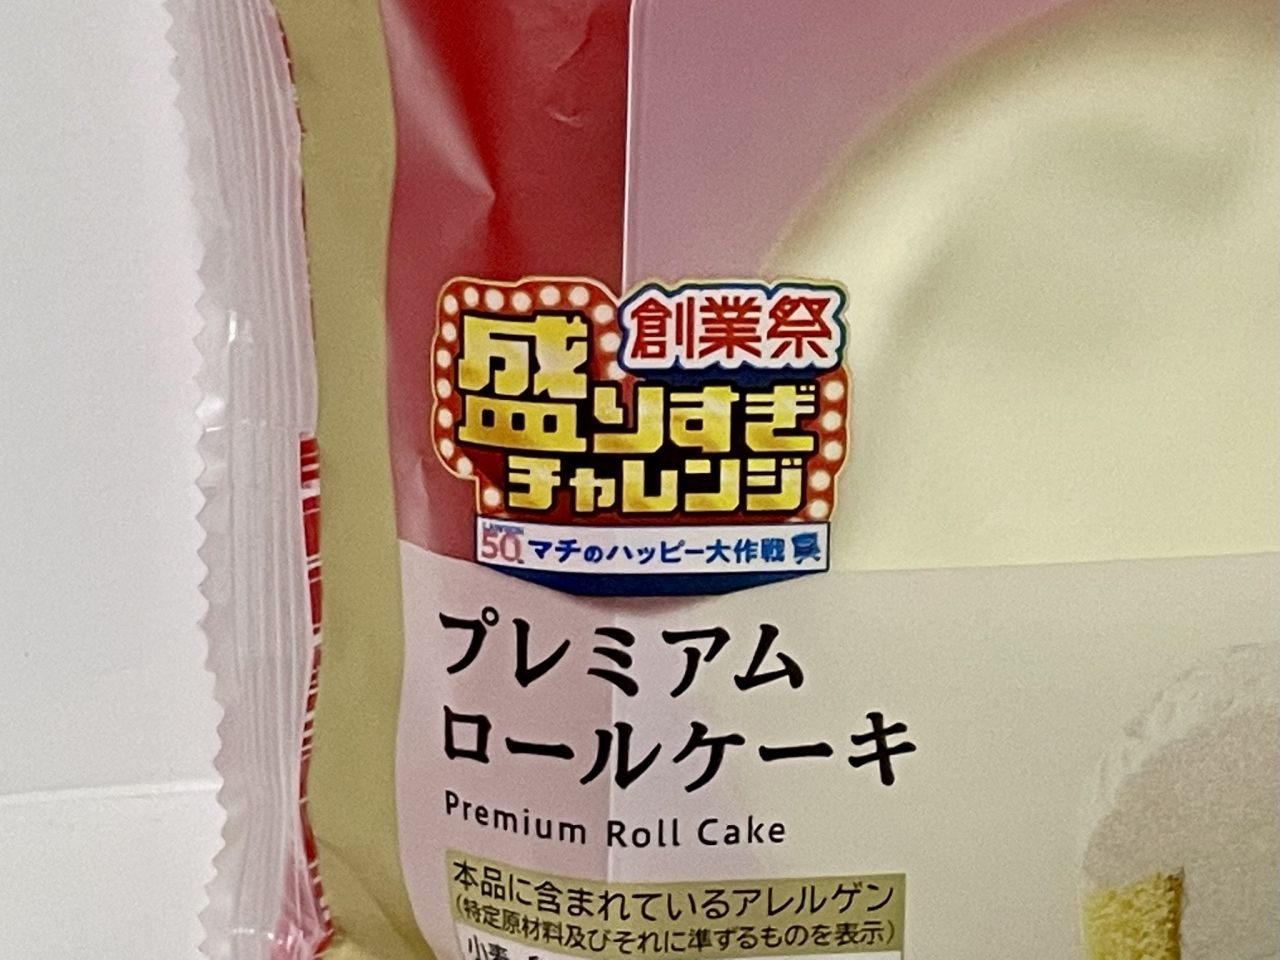 創業祭
盛りすぎ
チャレンジ
LAWSON
50th マチのハッピー大作戦
プレミアム
ロールケーキ
Premium Roll Cake
本品に含まれているアレルゲン
(特定原材料及びそれに準ずるものを表示)
小麦